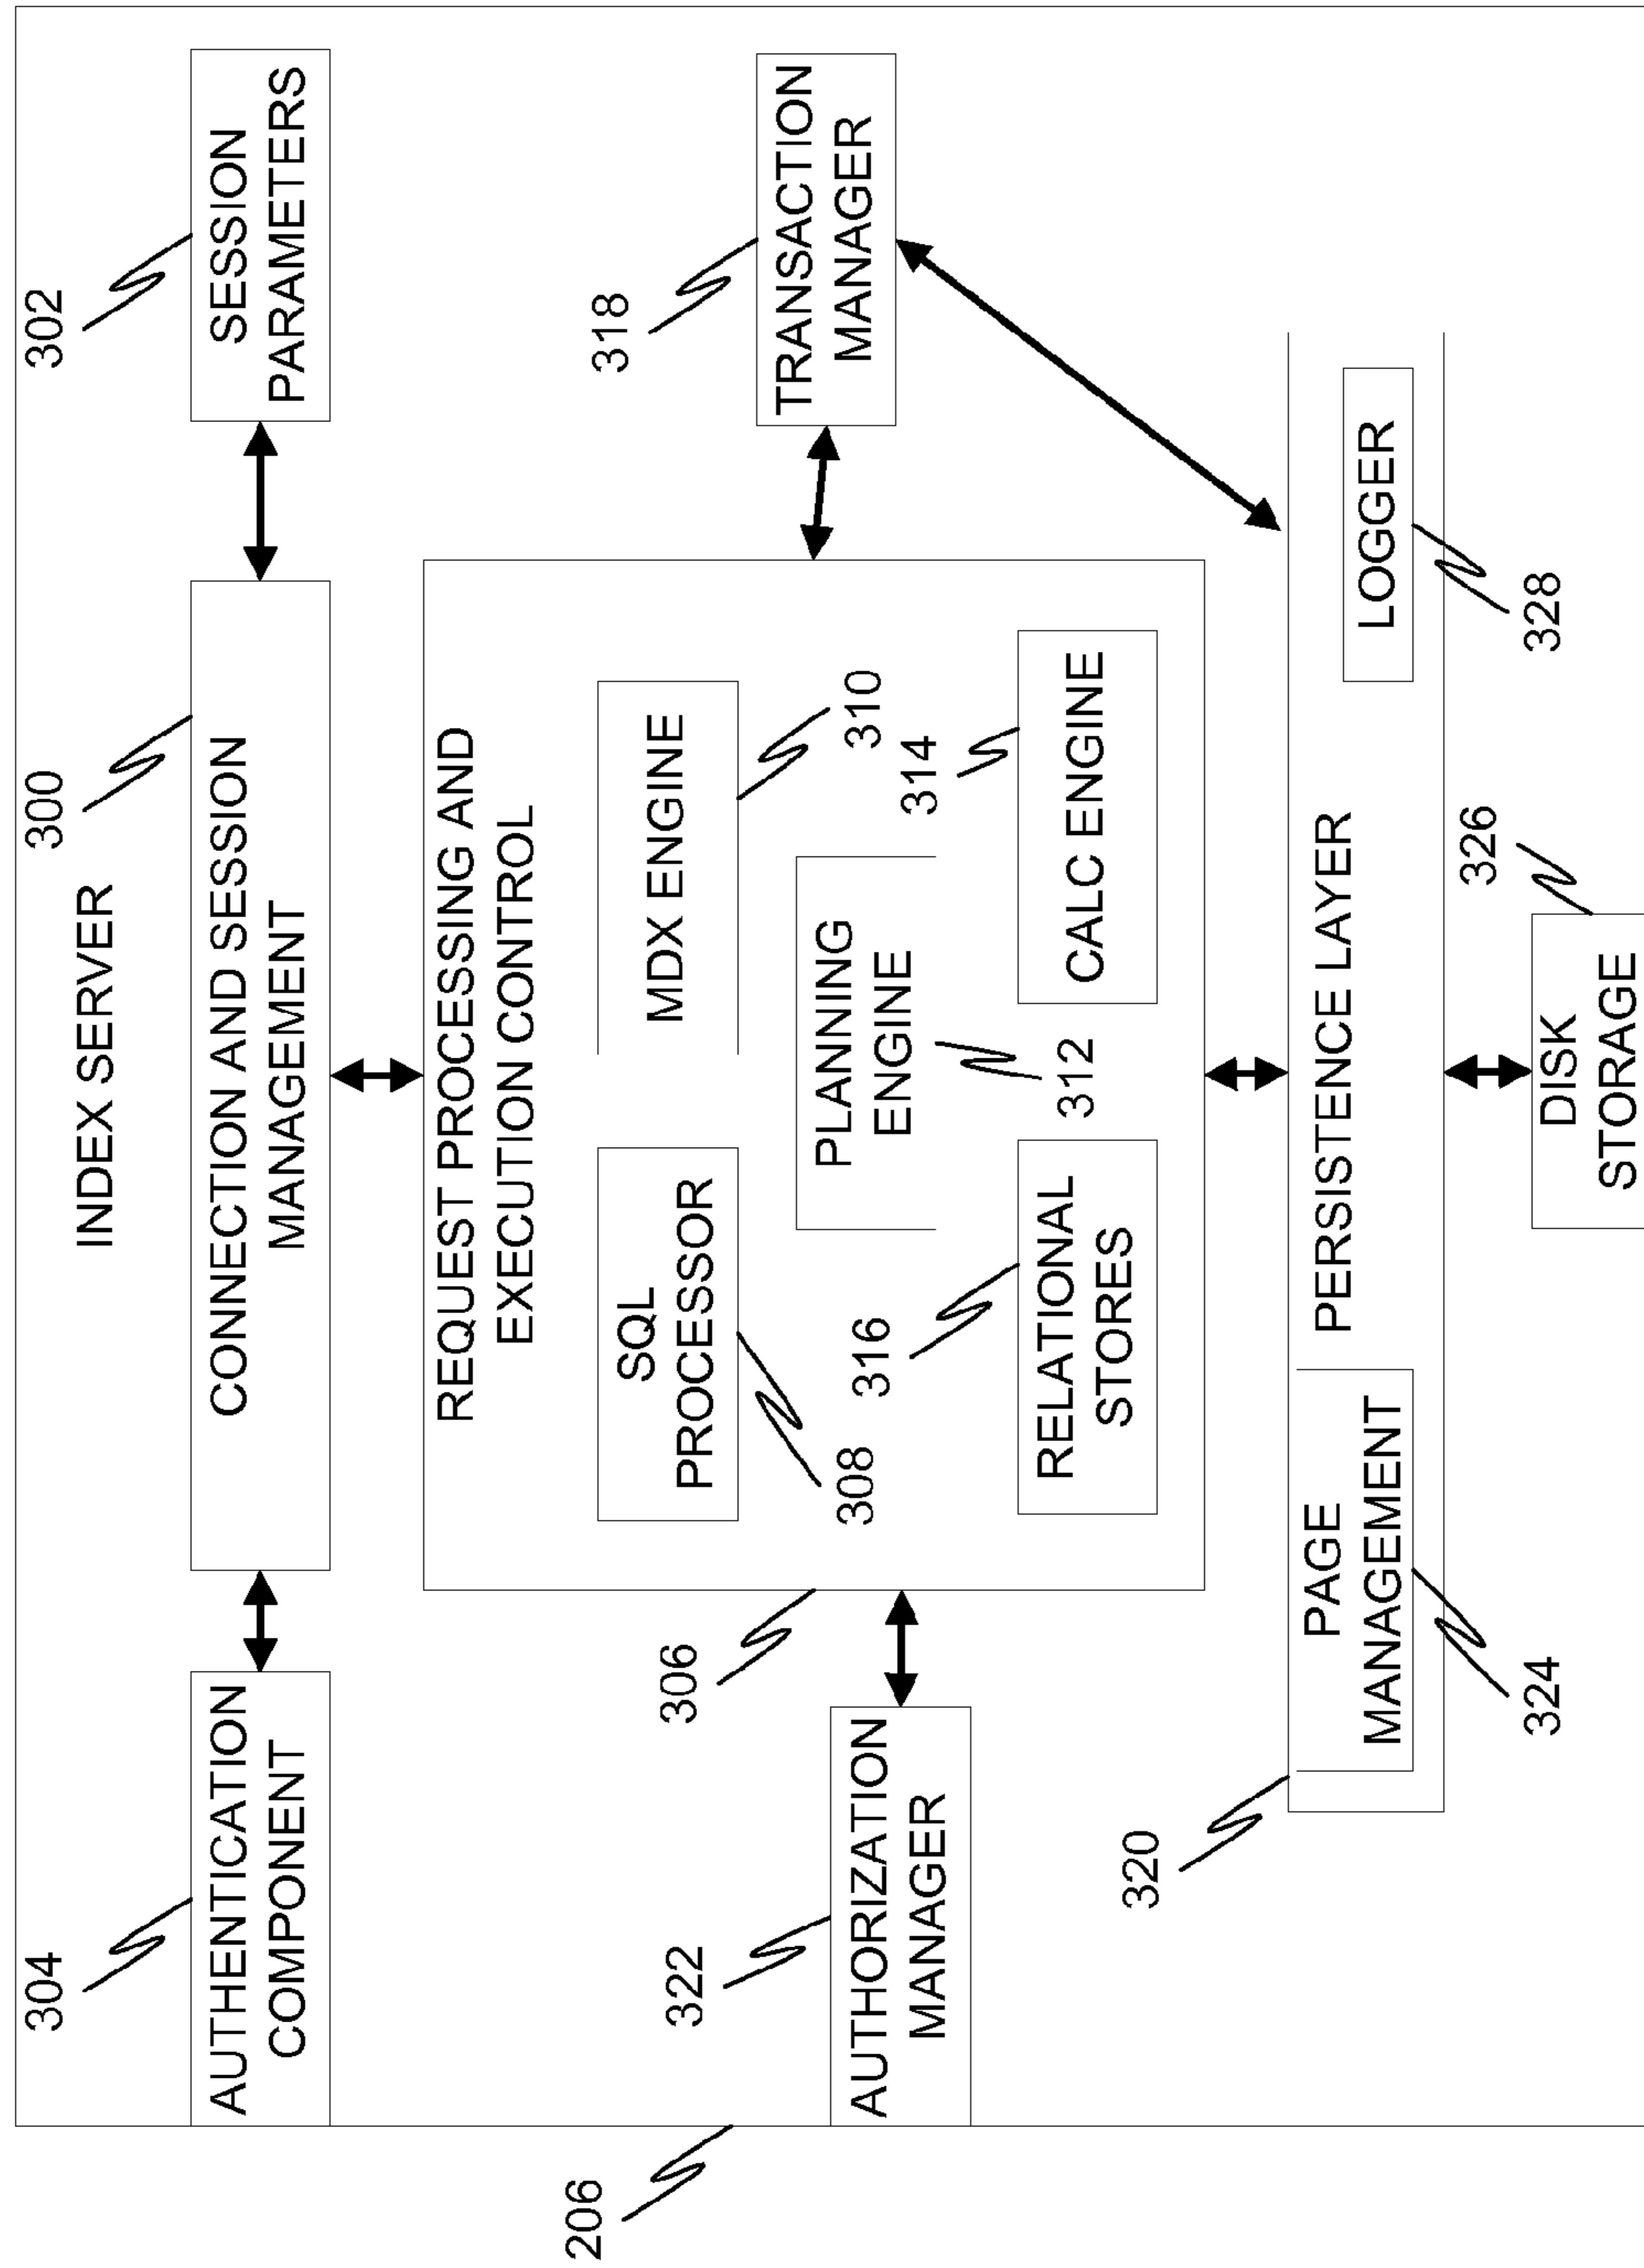 304
300
302
INDEX SERVER
AUTHENTICATION
COMPONENT
CONNECTION AND SESSION
MANAGEMENT
SESSION
PARAMETERS
206
322
AUTHORIZATION
MANAGER
306
REQUEST PROCESSING AND
EXECUTION CONTROL
SQL
PROCESSOR
308
MDX ENGINE
310
PLANNING
ENGINE
312
316
RELATIONAL
STORES
314
CALC ENGINE
318
TRANSACTION
MANAGER
320
PERSISTENCE LAYER
PAGE
MANAGEMENT
324
LOGGER
328
326
DISK
STORAGE